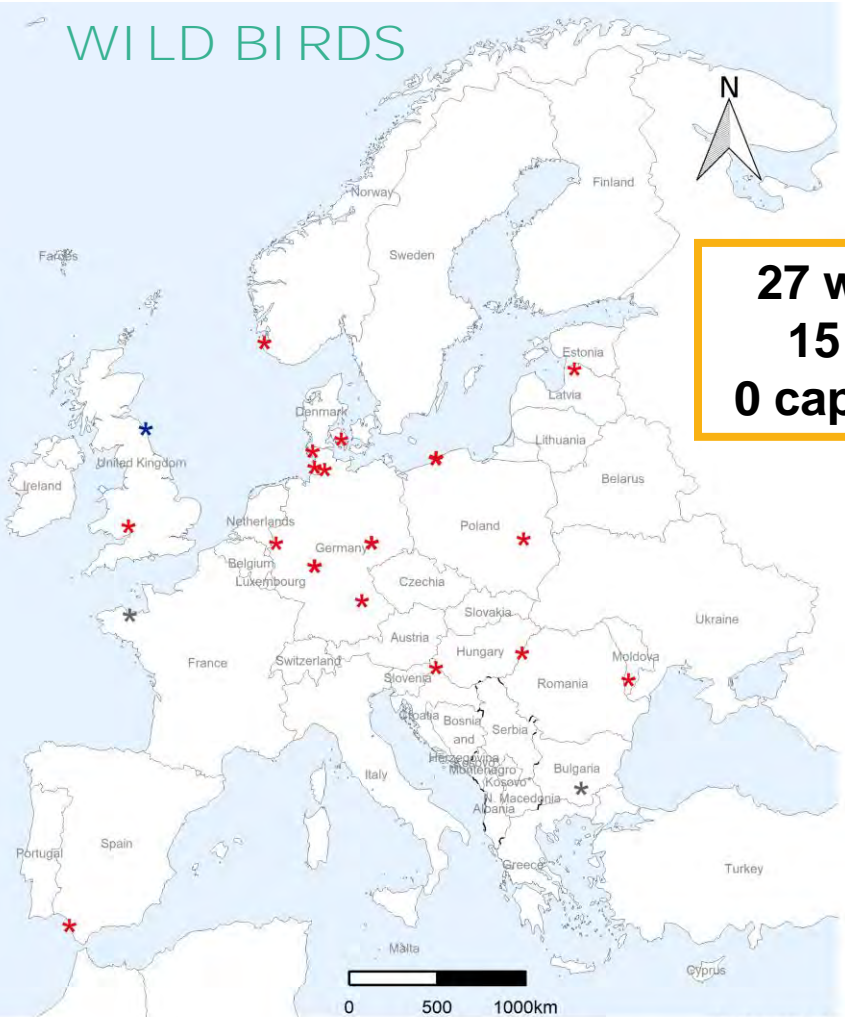 WILD BIRDS
N
Norway
Finland
Faroes
Sweden
27 w
15
0 cap
Estonia
Latvia
Denmark
Lithuania
United Kingdom
Ireland
Belarus
Netherlands
Poland
Germany
Belgium
Luxembourg
Czechia
Slovakia
Ukraine
Austria
Hungary
Moldova
France
Switzerland
Slovenia
Romania
Croatia
Bosnia
and
Herzegovina
Serbia
Kosovo*
Montenegro
Italy
Bulgaria
Kosovo*
N. Macedonia
Albania
Portugal
Spain
Greece
Turkey
Malta
Cyprus
0
500
1000km